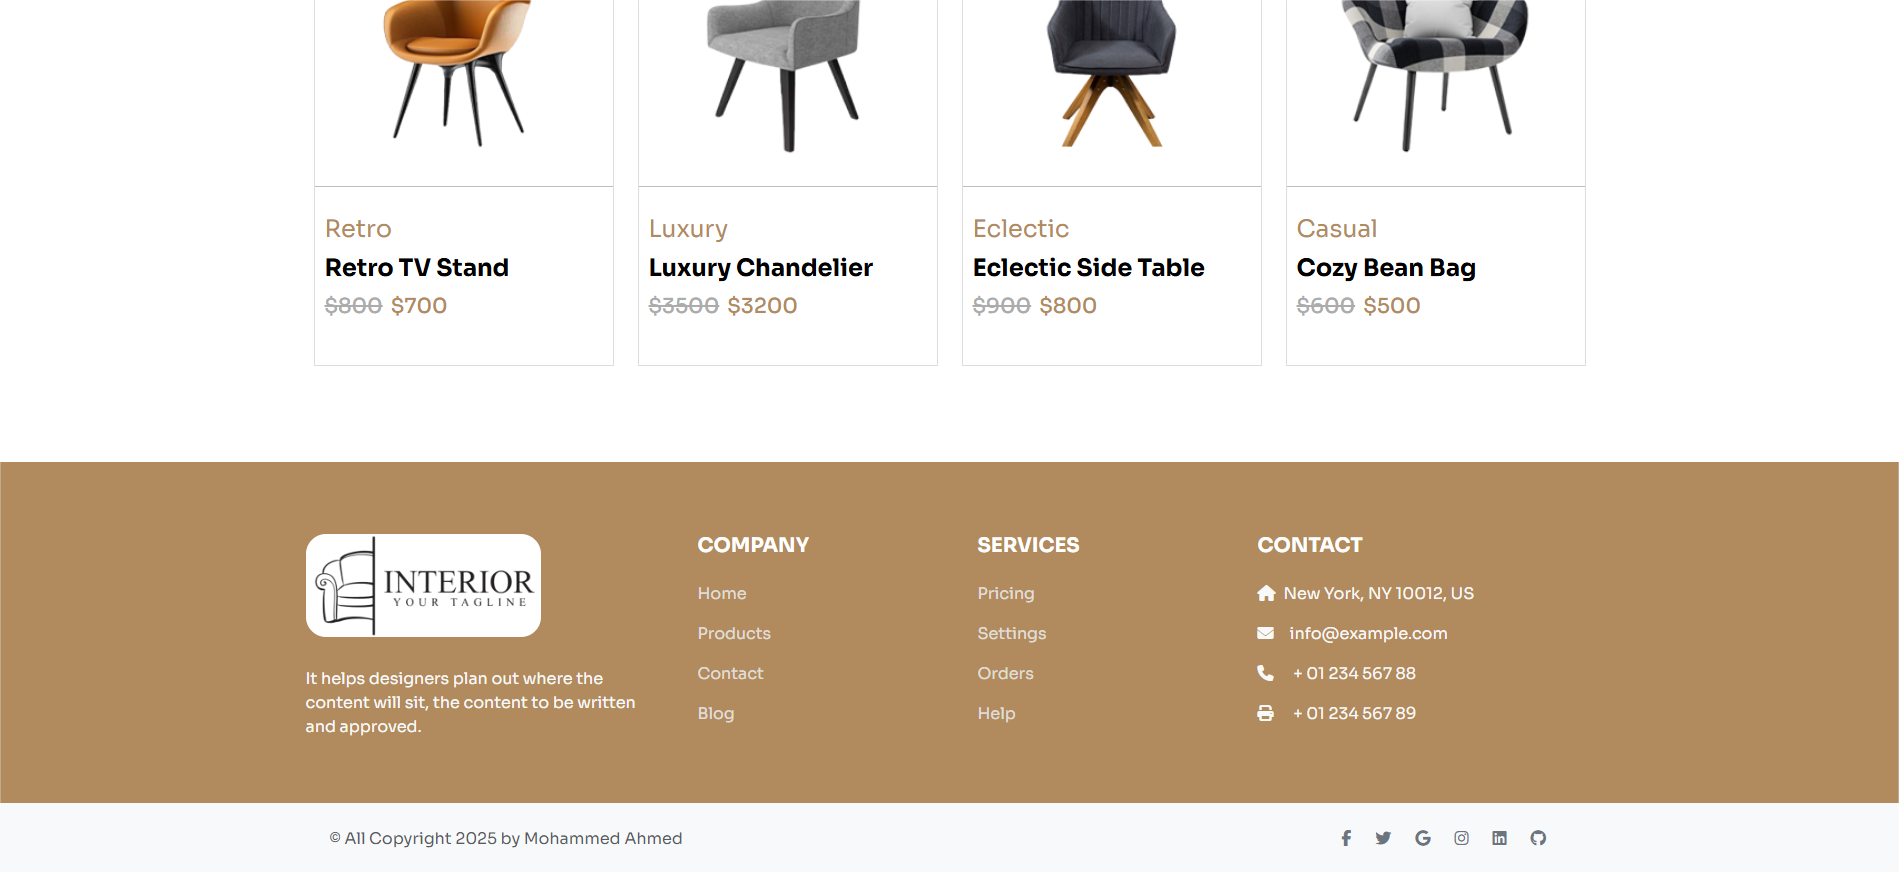 Retro
Retro TV Stand
$800 $700
Luxury
Luxury Chandelier
$3500 $3200
Eclectic
Eclectic Side Table
$900 $800
Casual
Cozy Bean Bag
$600 $500
INTERIOR
YOUR TAGLINE
It helps designers plan out where the
content will sit, the content to be written
and approved.
COMPANY
Home
Products
Contact
Blog
SERVICES
Pricing
Settings
Orders
Help
CONTACT
New York, NY 10012, US
info@example.com
+ 01 234 567 88
+ 01 234 567 89
© All Copyright 2025 by Mohammed Ahmed